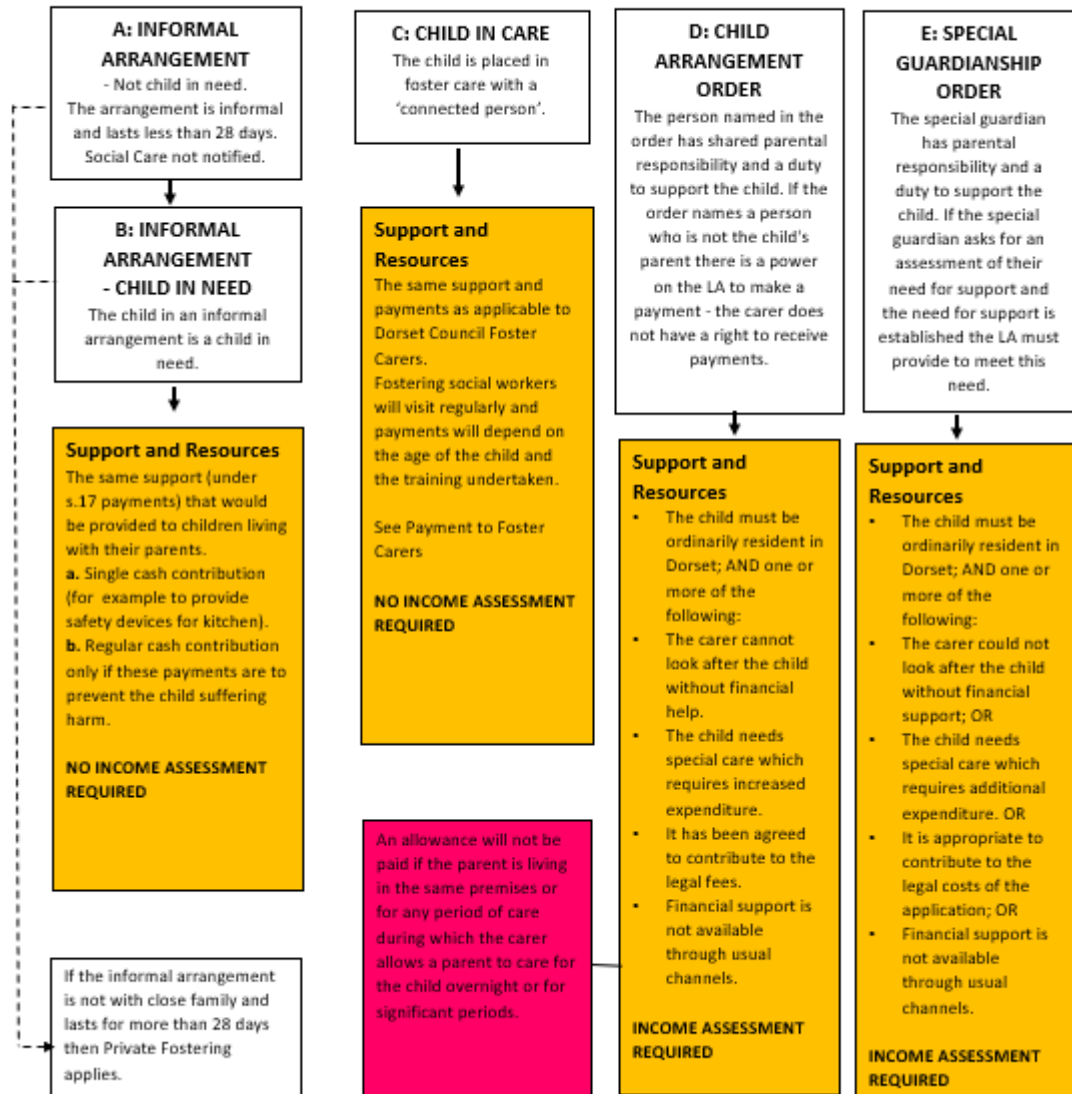 A: INFORMAL
ARRANGEMENT
- Not child in need.
The arrangement is informal
and lasts less than 28 days.
Social Care not notified.
B: INFORMAL
ARRANGEMENT
- CHILD IN NEED
The child in an informal
arrangement is a child in
need.
Support and Resources
The same support (under
s.17 payments) that would
be provided to children living
with their parents.
a. Single cash contribution
(for example to provide
safety devices for kitchen).
b. Regular cash contribution
only if these payments are to
prevent the child suffering
harm.
NO INCOME ASSESSMENT
REQUIRED
If the informal arrangement
is not with close family and
lasts for more than 28 days
then Private Fostering
applies.
C: CHILD IN CARE
The child is placed in
foster care with a
‘connected person’.
Support and
Resources
The same support and
payments as applicable to
Dorset Council Foster
Carers.
Fostering social workers
will visit regularly and
payments will depend on
the age of the child and
the training undertaken.
See Payment to Foster
Carers
NO INCOME ASSESSMENT
REQUIRED
An allowance will not be
paid if the parent is living
in the same premises or
for any period of care
during which the carer
allows a parent to care for
the child overnight or for
significant periods.
D: CHILD
ARRANGEMENT
ORDER
The person named in the
order has shared parental
responsibility and a duty
to support the child. If the
order names a person
who is not the child's
parent there is a power
on the LA to make a
payment - the carer does
not have a right to receive
payments.
Support and
Resources
▪ The child must be
ordinarily resident in
Dorset; AND one or
more of the
following:
▪ The carer cannot
look after the child
without financial
help.
▪ The child needs
special care which
requires increased
expenditure.
▪ It has been agreed
to contribute to the
legal fees.
▪ Financial support is
not available
through usual
channels.
INCOME ASSESSMENT
REQUIRED
E: SPECIAL
GUARDIANSHIP
ORDER
The special guardian
has parental
responsibility and a
duty to support the
child. If the special
guardian asks for an
assessment of their
need for support and
the need for support is
established the LA must
provide to meet this
need.
Support and
Resources
▪ The child must be
ordinarily resident in
Dorset; AND one or
more of the
following:
▪ The carer could not
look after the child
without financial
support; OR
▪ The child needs
special care which
requires additional
expenditure. OR
▪ It is appropriate to
contribute to the
legal costs of the
application; OR
▪ Financial support is
not available
through usual
channels.
INCOME ASSESSMENT
REQUIRED